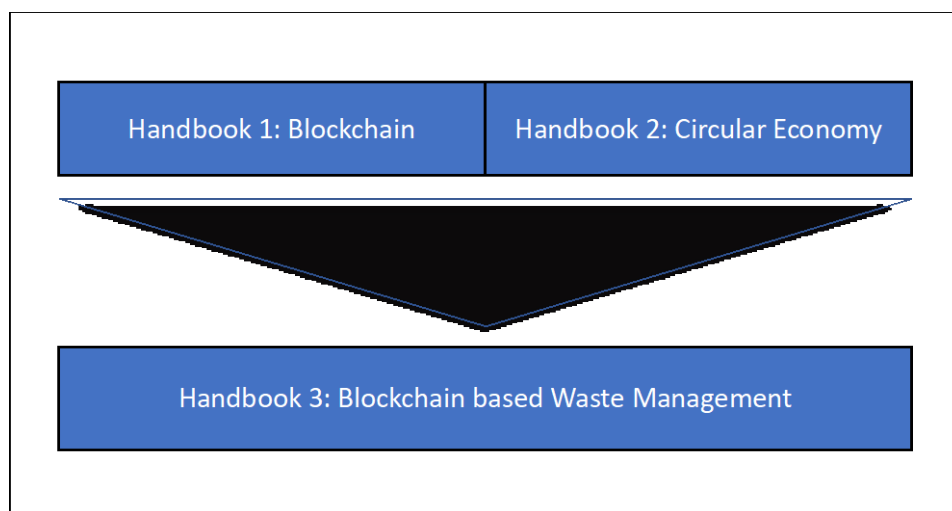 Handbook 1: Blockchain
Handbook 2: Circular Economy
Handbook 3: Blockchain based Waste Management